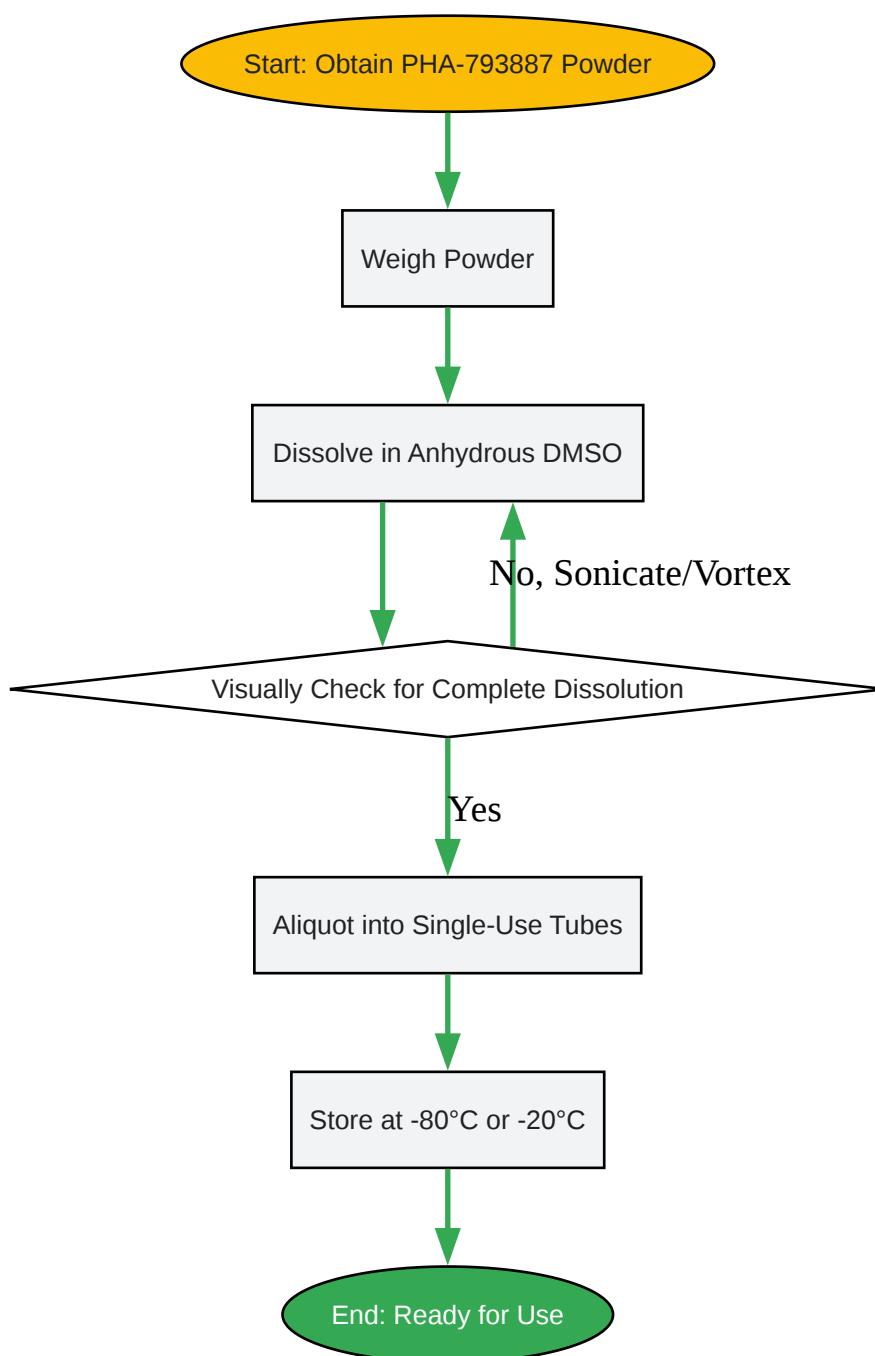 Start: Obtain PHA-793887 Powder
Weigh Powder
Dissolve in Anhydrous DMSO
No, Sonicate/Vortex
Visually Check for Complete Dissolution
Yes
Aliquot into Single-Use Tubes
Store at -80°C or -20°C
End: Ready for Use